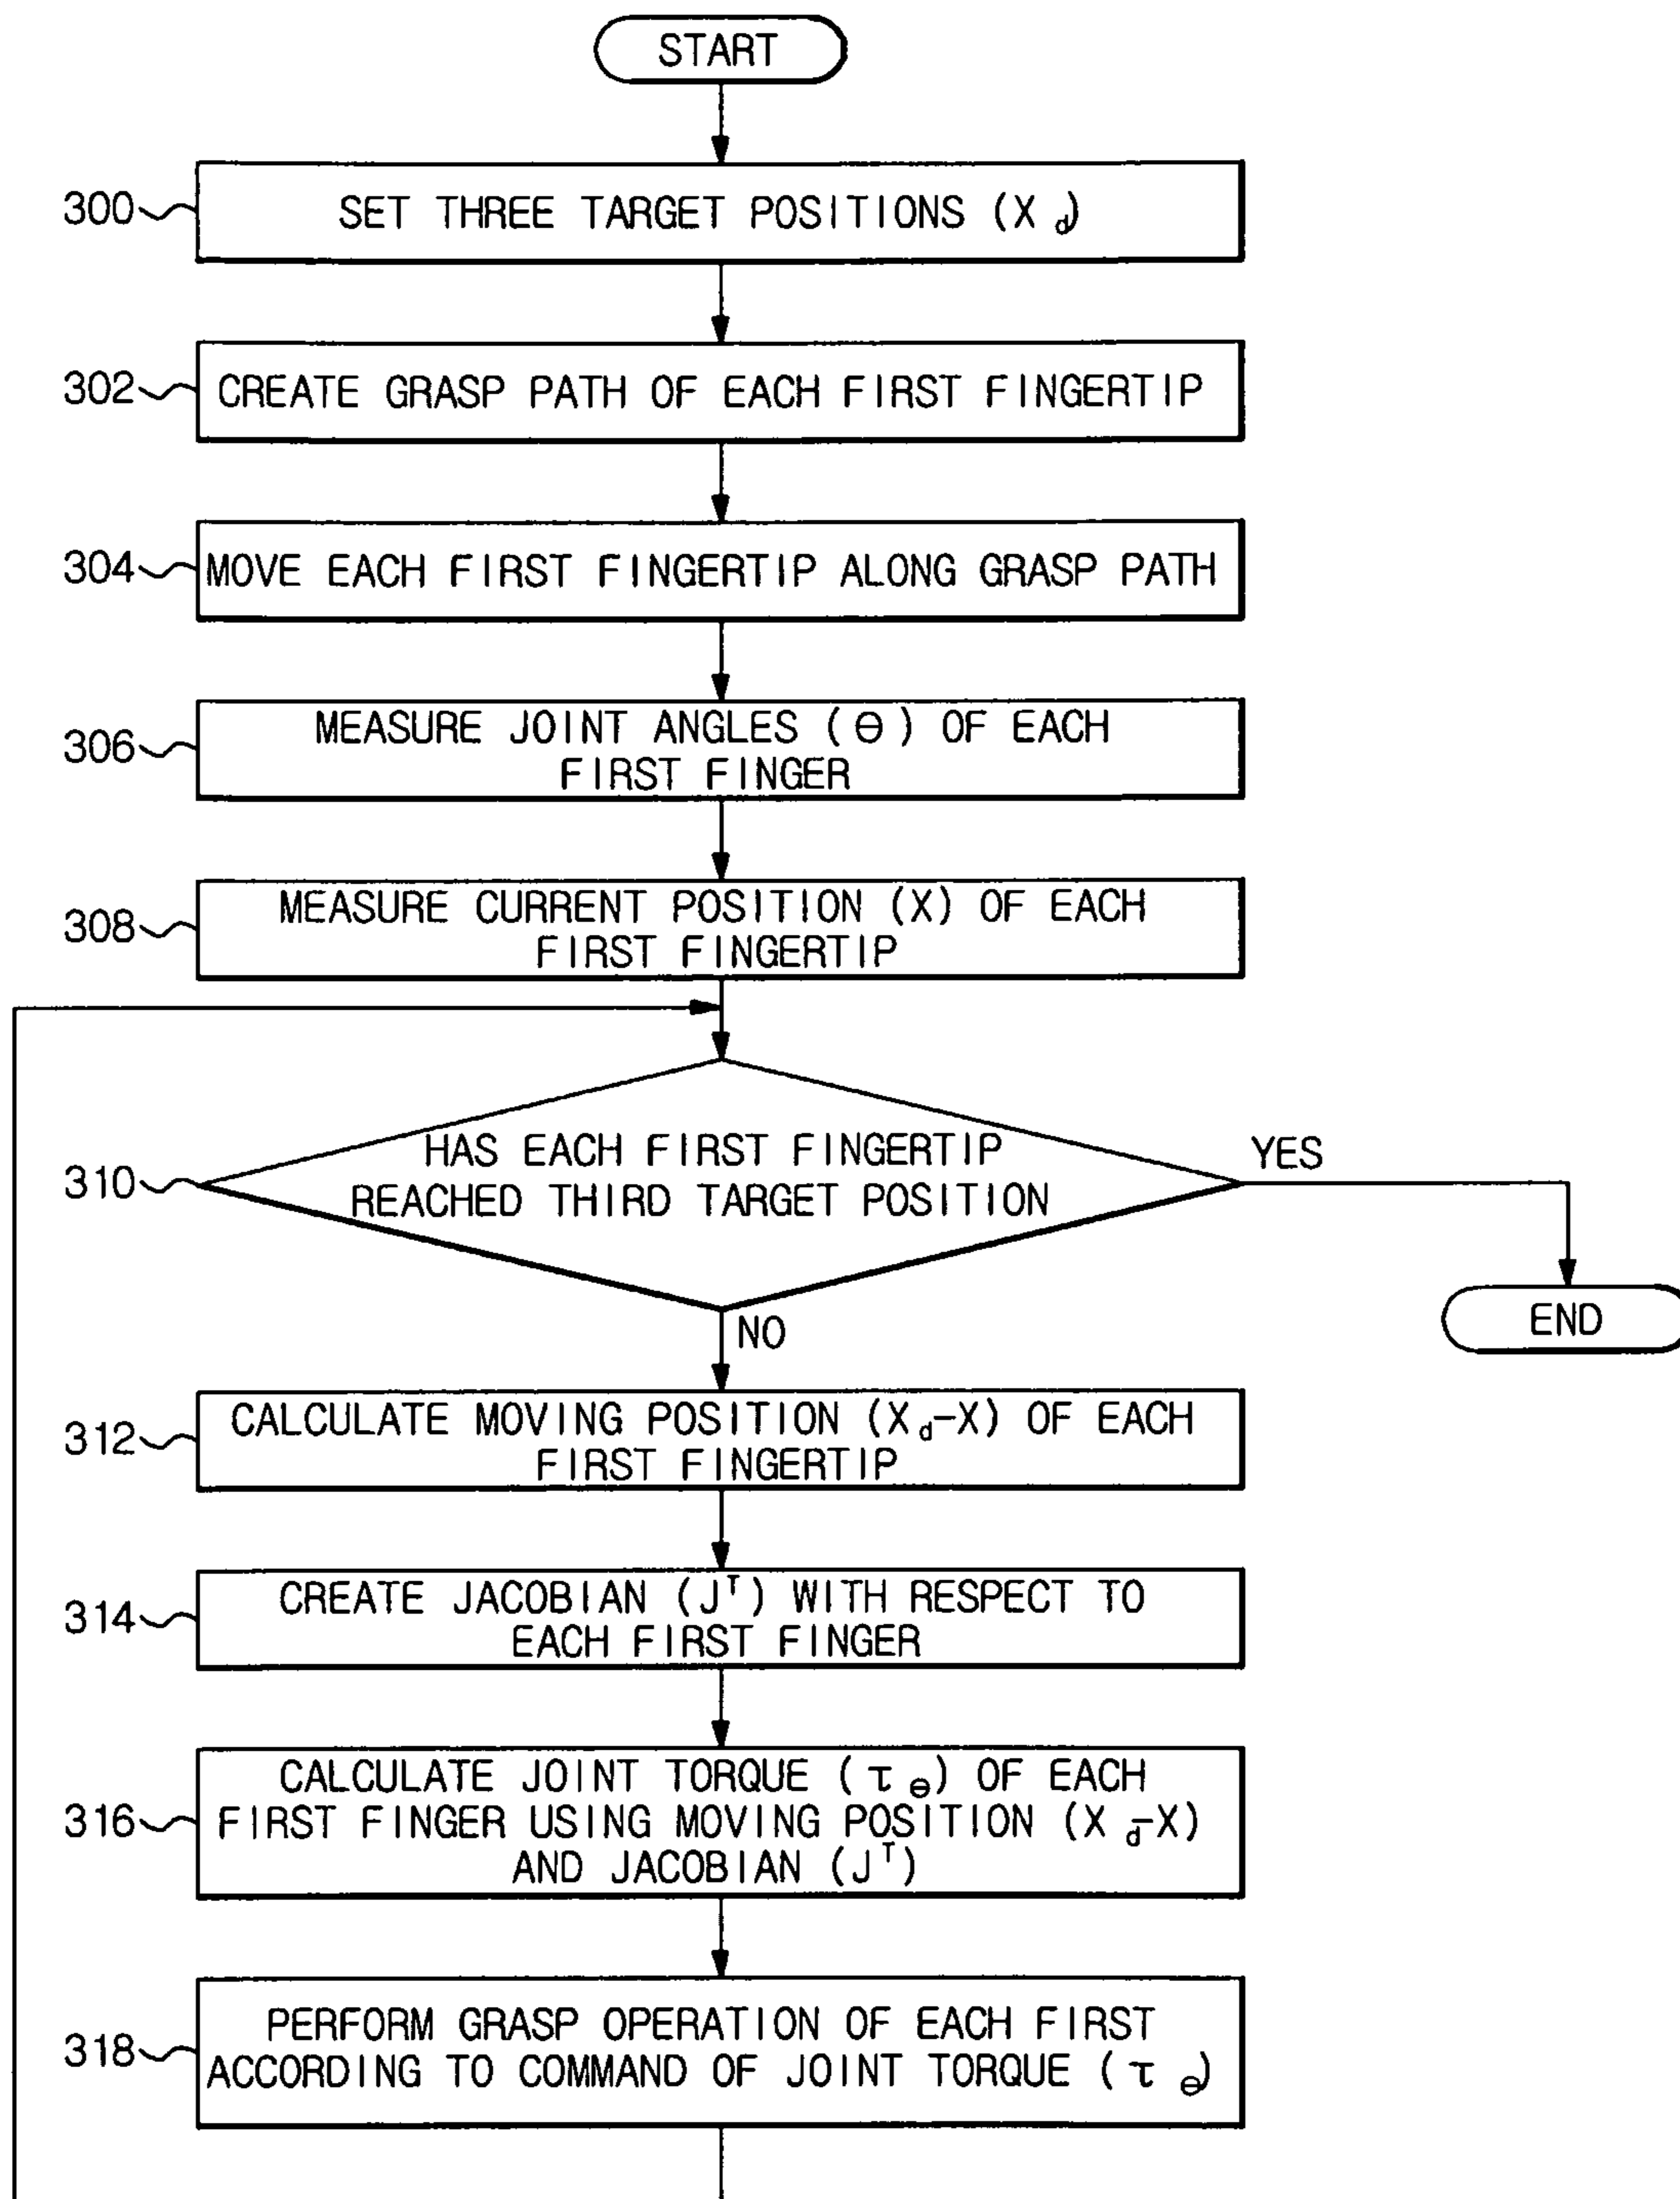 START
300
SET THREE TARGET POSITIONS (X d)
302
CREATE GRASP PATH OF EACH FIRST FINGERTIP
304
MOVE EACH FIRST FINGERTIP ALONG GRASP PATH
306
MEASURE JOINT ANGLES (θ) OF EACH
FIRST FINGER
308
MEASURE CURRENT POSITION (X) OF EACH
FIRST FINGERTIP
310
HAS EACH FIRST FINGERTIP
REACHED THIRD TARGET POSITION
YES
END
NO
312
CALCULATE MOVING POSITION (Xd-X) OF EACH
FIRST FINGERTIP
314
CREATE JACOBIAN (J^T) WITH RESPECT TO
EACH FIRST FINGER
316
CALCULATE JOINT TORQUE (τ θ) OF EACH
FIRST FINGER USING MOVING POSITION (X d-X)
AND JACOBIAN (J^T)
318
PERFORM GRASP OPERATION OF EACH FIRST
ACCORDING TO COMMAND OF JOINT TORQUE (τ θ)